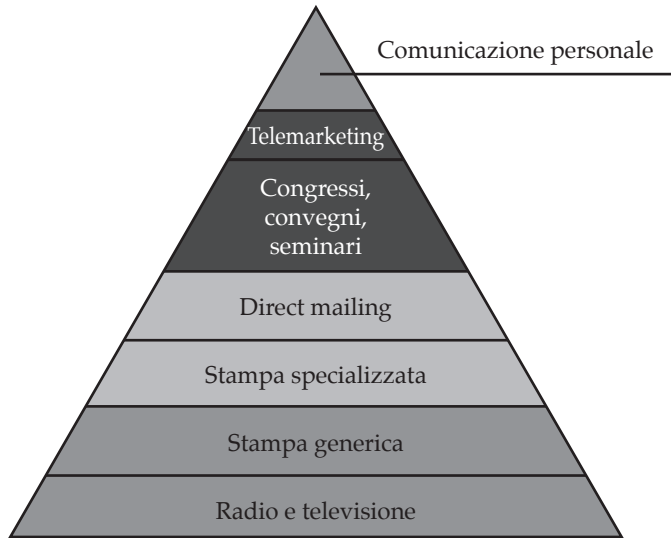 Comunicazione personale
Telemarketing
Congressi,
convegni,
seminari
Direct mailing
Stampa specializzata
Stampa generica
Radio e televisione